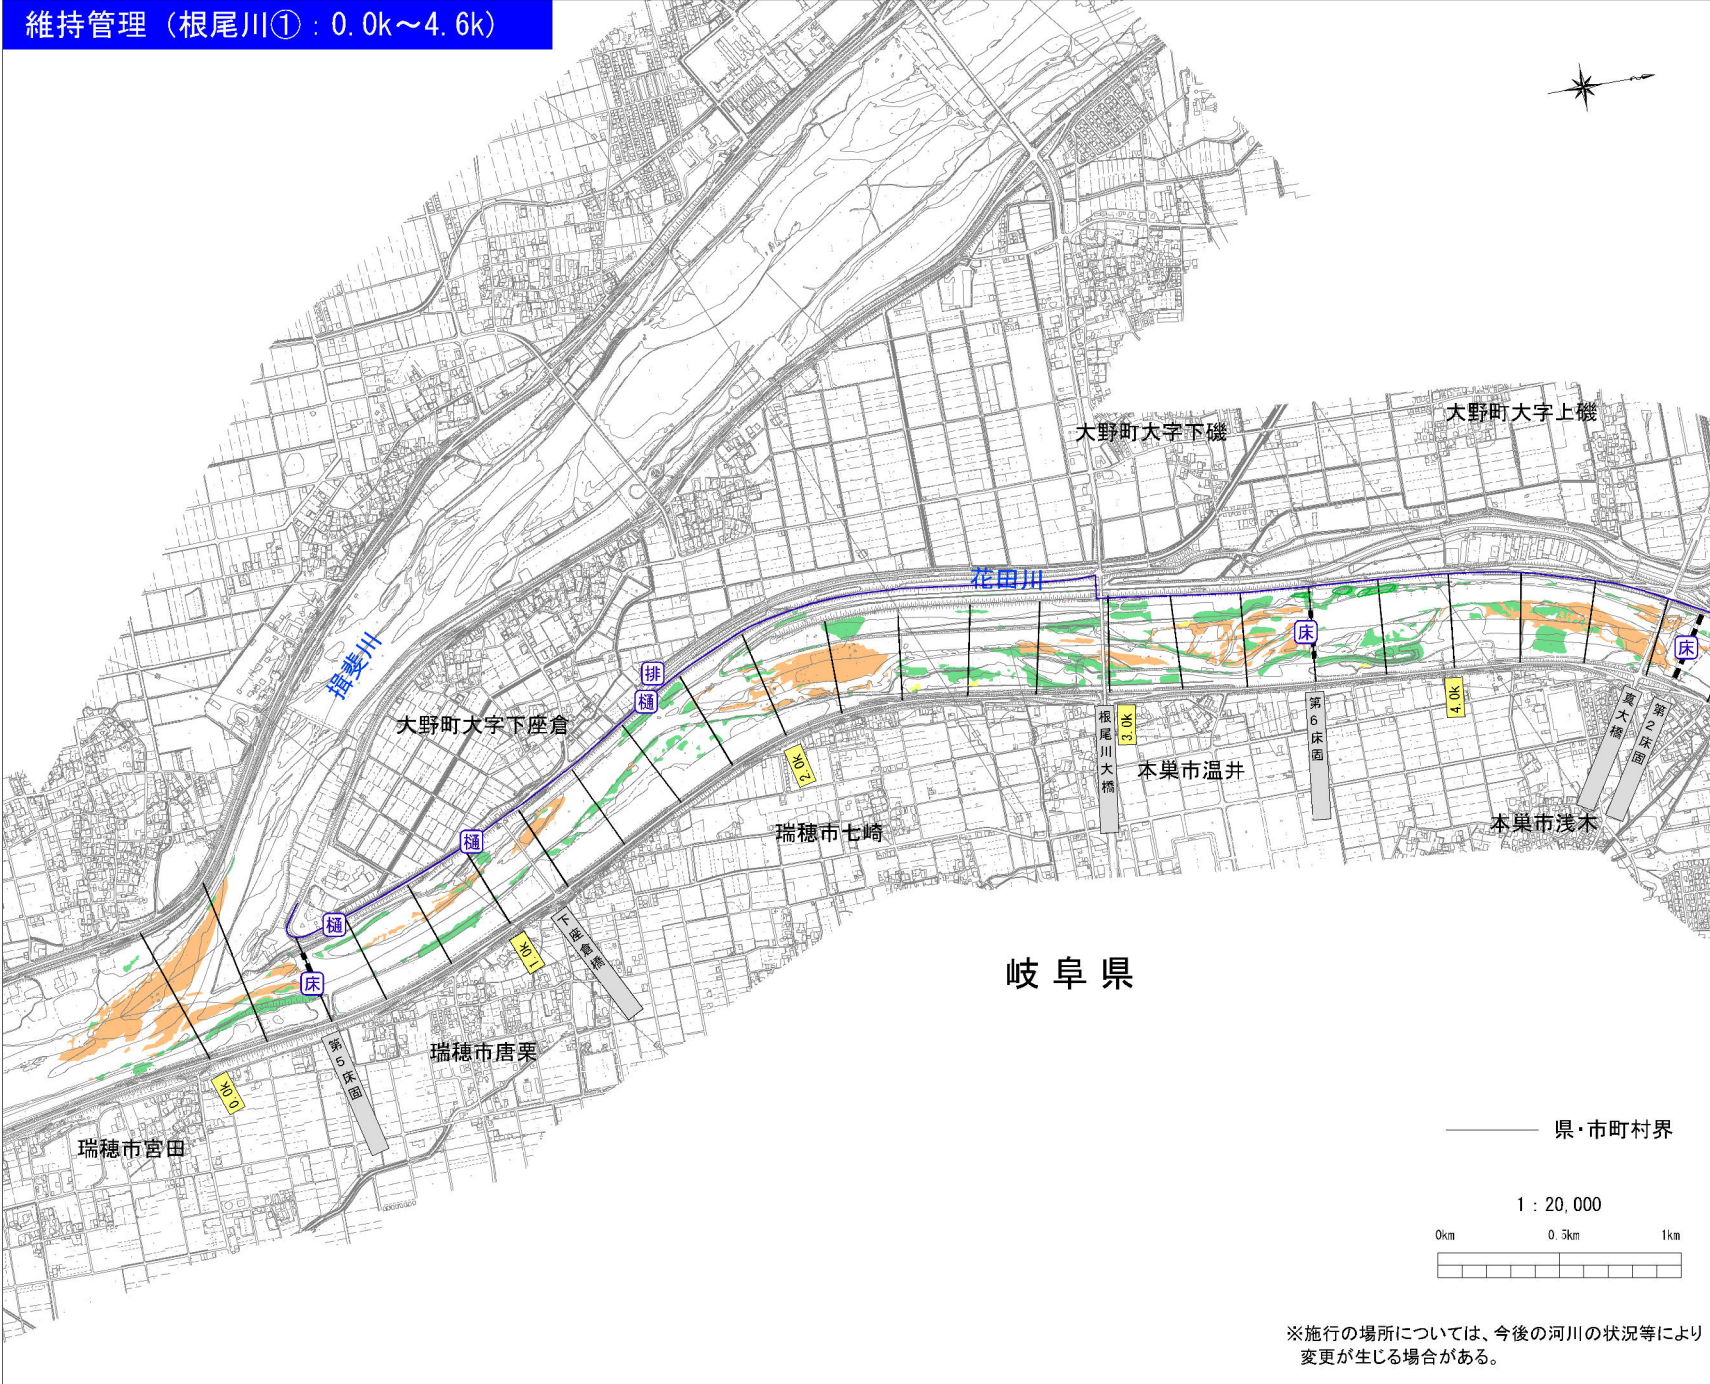 維持管理（根尾川①：0.0k～4.6k）
大野町大字上磯
大野町大字下磯
花田川
揖斐川
排
樋
床
床
大野町大字下座倉
樋
樋
床
2.0k
根尾川大橋
3.0k
第6床固
4.0k
真大橋
第2床固
本巣市温井
瑞穂市七崎
本巣市浅木
下座倉橋
1.0k
岐阜県
第5床固
瑞穂市唐栗
0.0k
瑞穂市宮田
県・市町村界
1：20,000
0km 0.5km 1km
※施行の場所については、今後の河川の状況等により
変更が生じる場合がある。